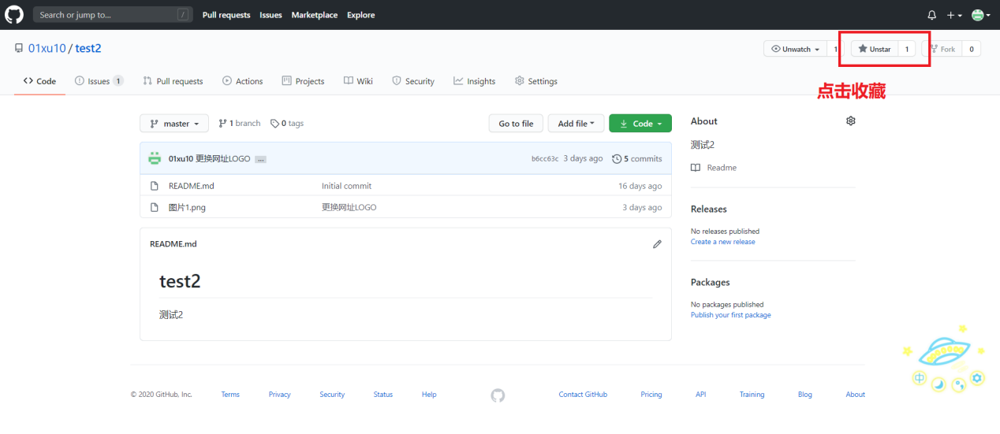 Search or jump to... / Pull requests Issues Marketplace Explore
01xu10 / test2 Unwatch 1 Unstar 1 Fork 0
Code Issues 1 Pull requests Actions Projects Wiki Security Insights Settings
点击收藏
master 1 branch 0 tags Go to file Add file Code
About
01xu10 更换网址LOGO ... b6cc63c 3 days ago 5 commits
测试2
README.md Initial commit 16 days ago
Readme
图片1.png 更换网址LOGO 3 days ago
Releases
No releases published
Create a new release
README.md
test2
测试2
Packages
No packages published
Publish your first package
中
© 2020 GitHub, Inc. Terms Privacy Security Status Help Contact GitHub Pricing API Training Blog About